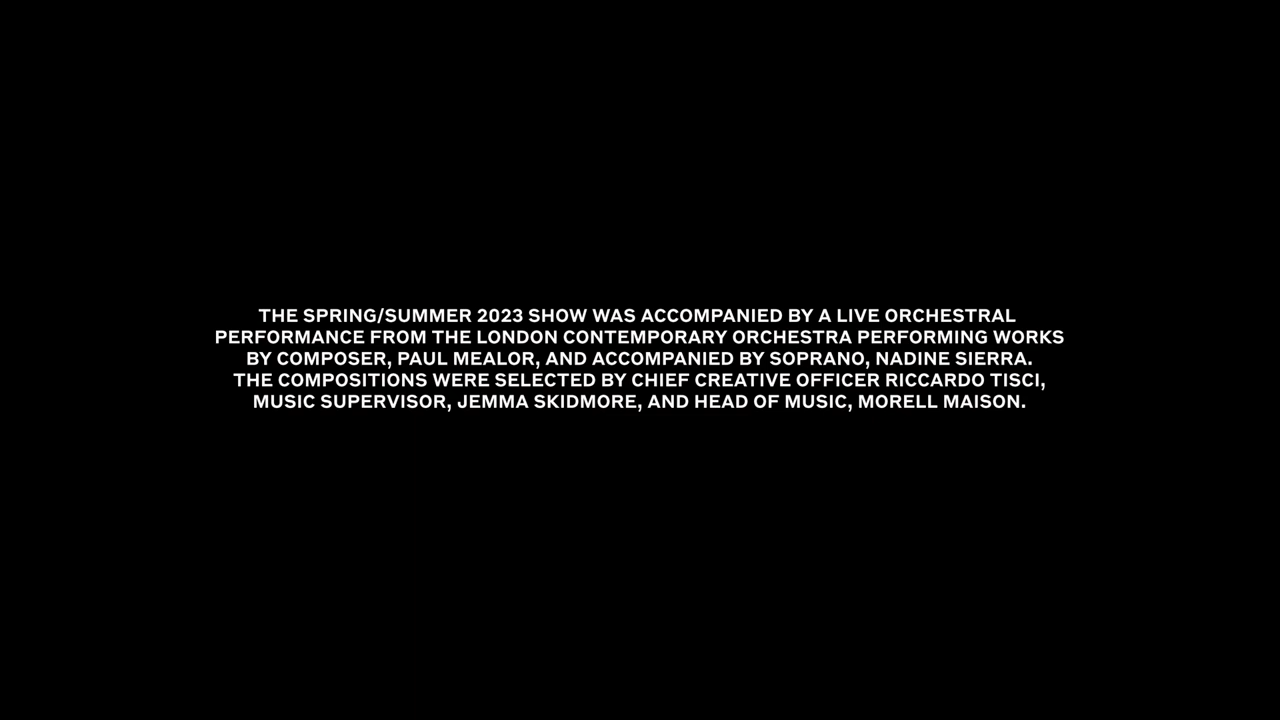 THE SPRING/SUMMER 2023 SHOW WAS ACCOMPANIED BY A LIVE ORCHESTRAL
PERFORMANCE FROM THE LONDON CONTEMPORARY ORCHESTRA PERFORMING WORKS
BY COMPOSER, PAUL MEALOR, AND ACCOMPANIED BY SOPRANO, NADINE SIERRA.
THE COMPOSITIONS WERE SELECTED BY CHIEF CREATIVE OFFICER RICCARDO TISCI,
MUSIC SUPERVISOR, JEMMA SKIDMORE, AND HEAD OF MUSIC, MORELL MAISON.